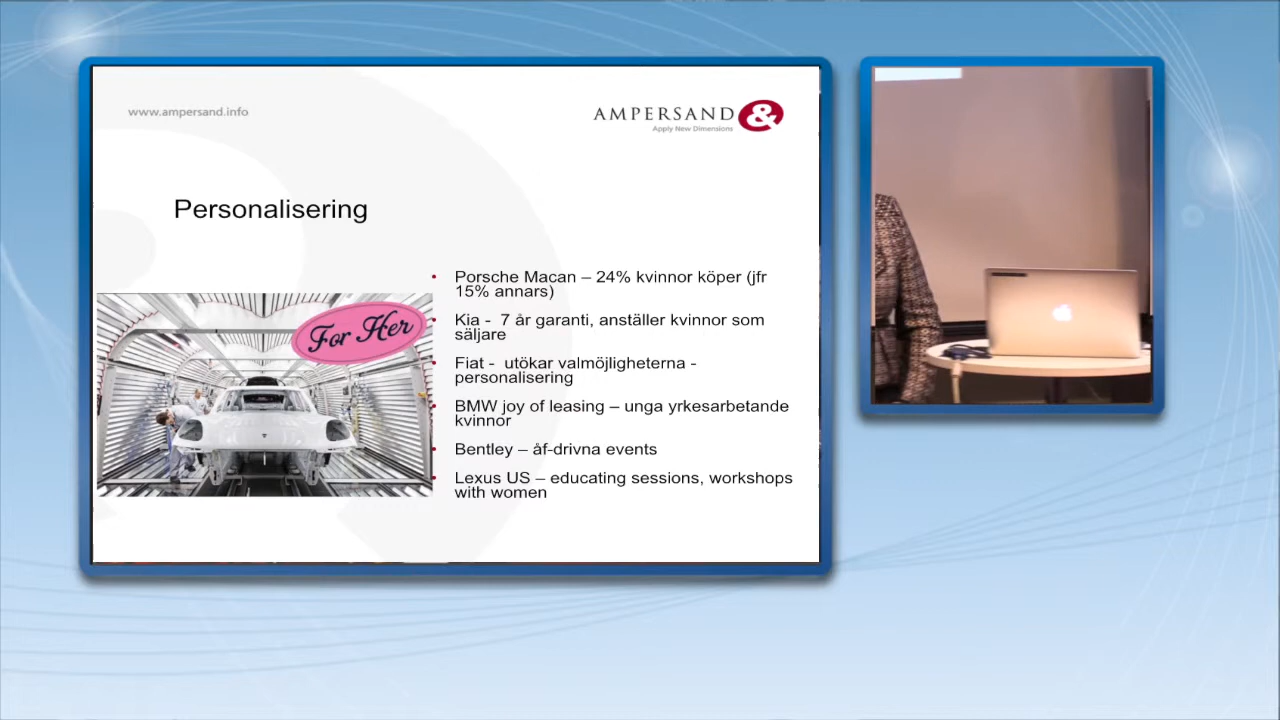 www.ampersand.info
AMPERSAND &
Apply New Dimensions
Personalisering
For Her
• Porsche Macan – 24% kvinnor köper (jfr
15% annars)
• Kia - 7 år garanti, anställer kvinnor som
säljare
• Fiat - utökar valmöjligheterna -
personalisering
• BMW joy of leasing – unga yrkesarbetande
kvinnor
• Bentley – åf-drivna events
• Lexus US – educating sessions, workshops
with women